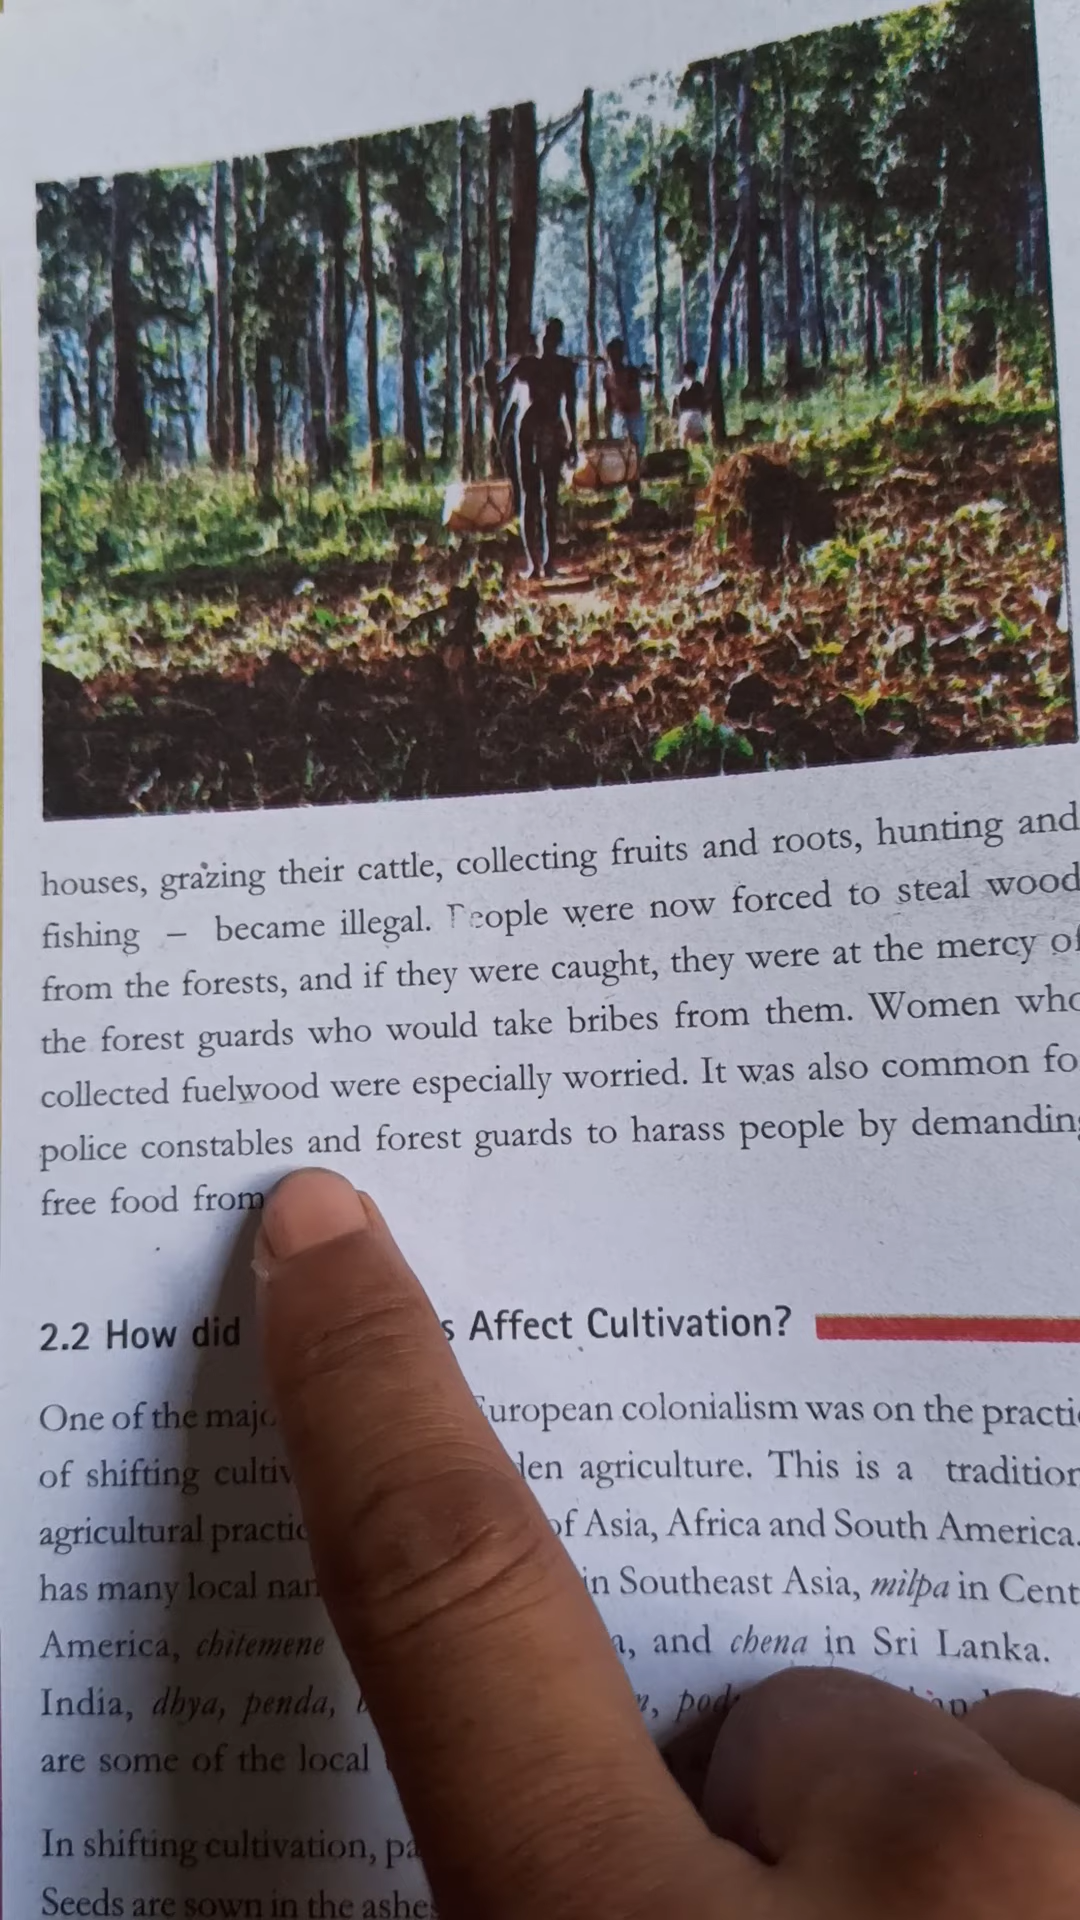 houses, grazing their cattle, collecting fruits and roots, hunting and
fishing – became illegal. People were now forced to steal wood
from the forests, and if they were caught, they were at the mercy of
the forest guards who would take bribes from them. Women who
collected fuelwood were especially worried. It was also common fo
police constables and forest guards to harass people by demanding
free food from
2.2 How did s Affect Cultivation?
One of the majo European colonialism was on the practi
of shifting cultiv den agriculture. This is a tradition
agricultural practic of Asia, Africa and South America.
has many local nam in Southeast Asia, milpa in Cent
America, chitemene a, and chena in Sri Lanka.
India, dhya, penda,
are some of the local
In shifting cultivation, pa
Seeds are sown in the ashes